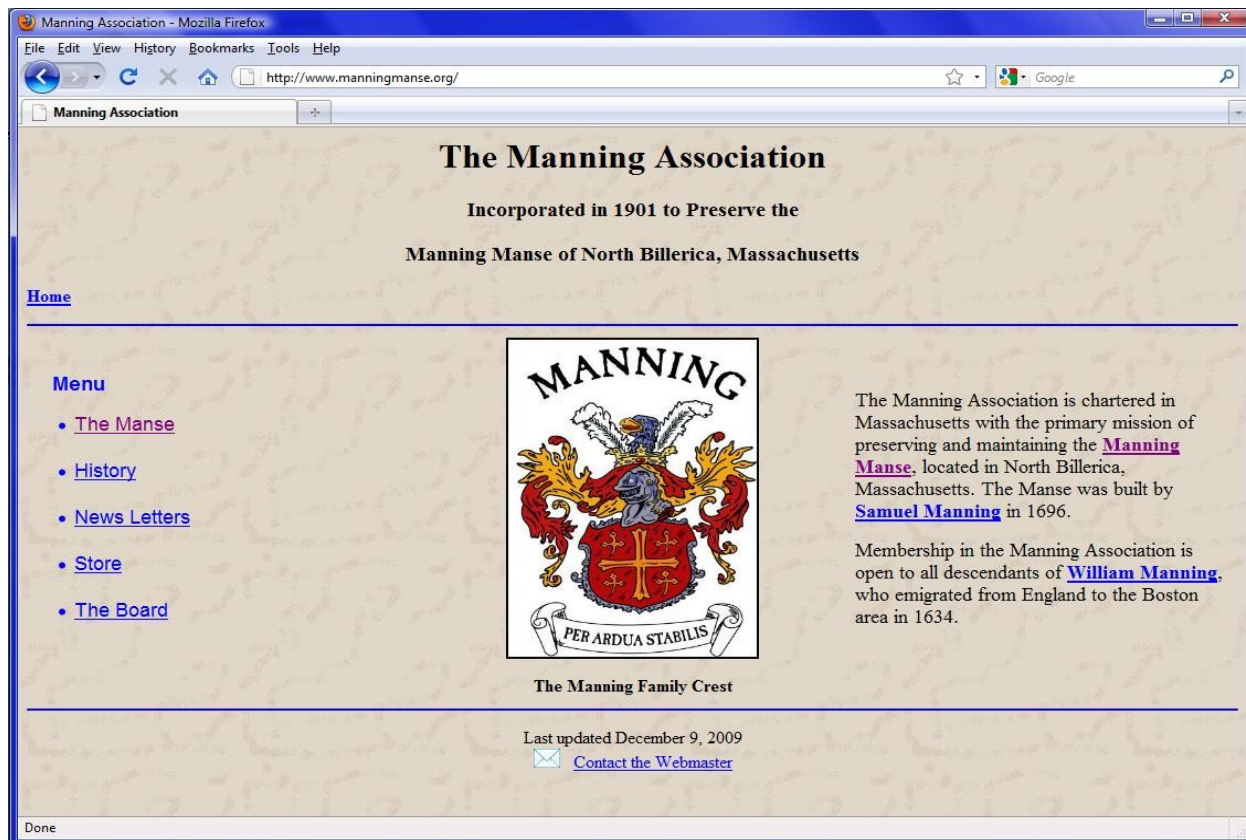 Manning Association - Mozilla Firefox
File Edit View History Bookmarks Tools Help
http://www.manningmanse.org/
Google
Manning Association
The Manning Association
Incorporated in 1901 to Preserve the
Manning Manse of North Billerica, Massachusetts
Home
Menu
The Manse
History
News Letters
Store
The Board
MANNING
PER ARDUA STABILIS
The Manning Family Crest
The Manning Association is chartered in
Massachusetts with the primary mission of
preserving and maintaining the Manning
Manse, located in North Billerica,
Massachusetts. The Manse was built by
Samuel Manning in 1696.
Membership in the Manning Association is
open to all descendants of William Manning,
who emigrated from England to the Boston
area in 1634.
Last updated December 9, 2009
Contact the Webmaster
Done